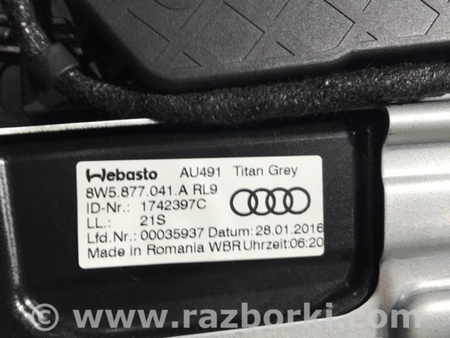 Webasto AU491 Titan Grey
8W5.877.041.A RL9
ID-Nr.: 1742397C
LL.: 21S
Lfd.Nr.: 00035937 Datum: 28.01.2016
Made in Romania WBR Uhrzeit:06:20
© www.razborki.com